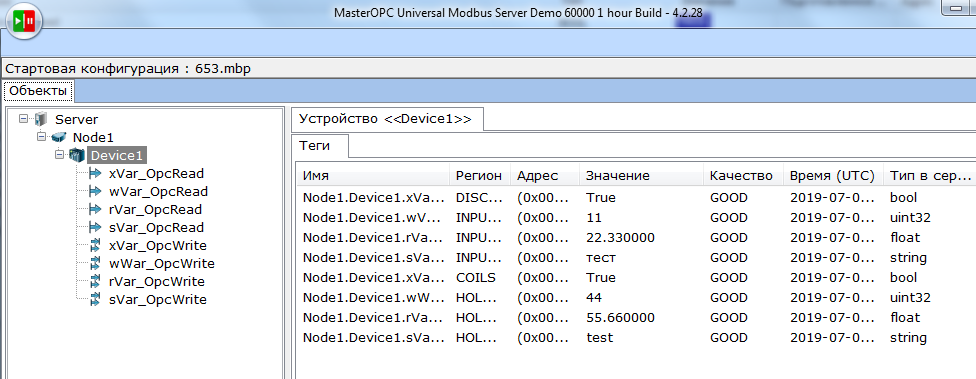 MasterOPC Universal Modbus Server Demo 60000 1 hour Build - 4.2.28
Стартовая конфигурация : 653.mbp
Объекты
Server
Node1
Device1
xVar_OpcRead
wVar_OpcRead
rVar_OpcRead
sVar_OpcRead
xVar_OpcWrite
wWar_OpcWrite
rVar_OpcWrite
sVar_OpcWrite
Устройство <<Device1>>
Теги
Имя Регион Адрес Значение Качество Время (UTC) Тип в сер...
Node1.Device1.xVa... DISC... (0x00... True GOOD 2019-07-0... bool
Node1.Device1.wV... INPU... (0x00... 11 GOOD 2019-07-0... uint32
Node1.Device1.rVa... INPU... (0x00... 22.330000 GOOD 2019-07-0... float
Node1.Device1.sVa... INPU... (0x00... тест GOOD 2019-07-0... string
Node1.Device1.xVa... COILS (0x00... True GOOD 2019-07-0... bool
Node1.Device1.wW... HOL... (0x00... 44 GOOD 2019-07-0... uint32
Node1.Device1.rVa... HOL... (0x00... 55.660000 GOOD 2019-07-0... float
Node1.Device1.sVa... HOL... (0x00... test GOOD 2019-07-0... string